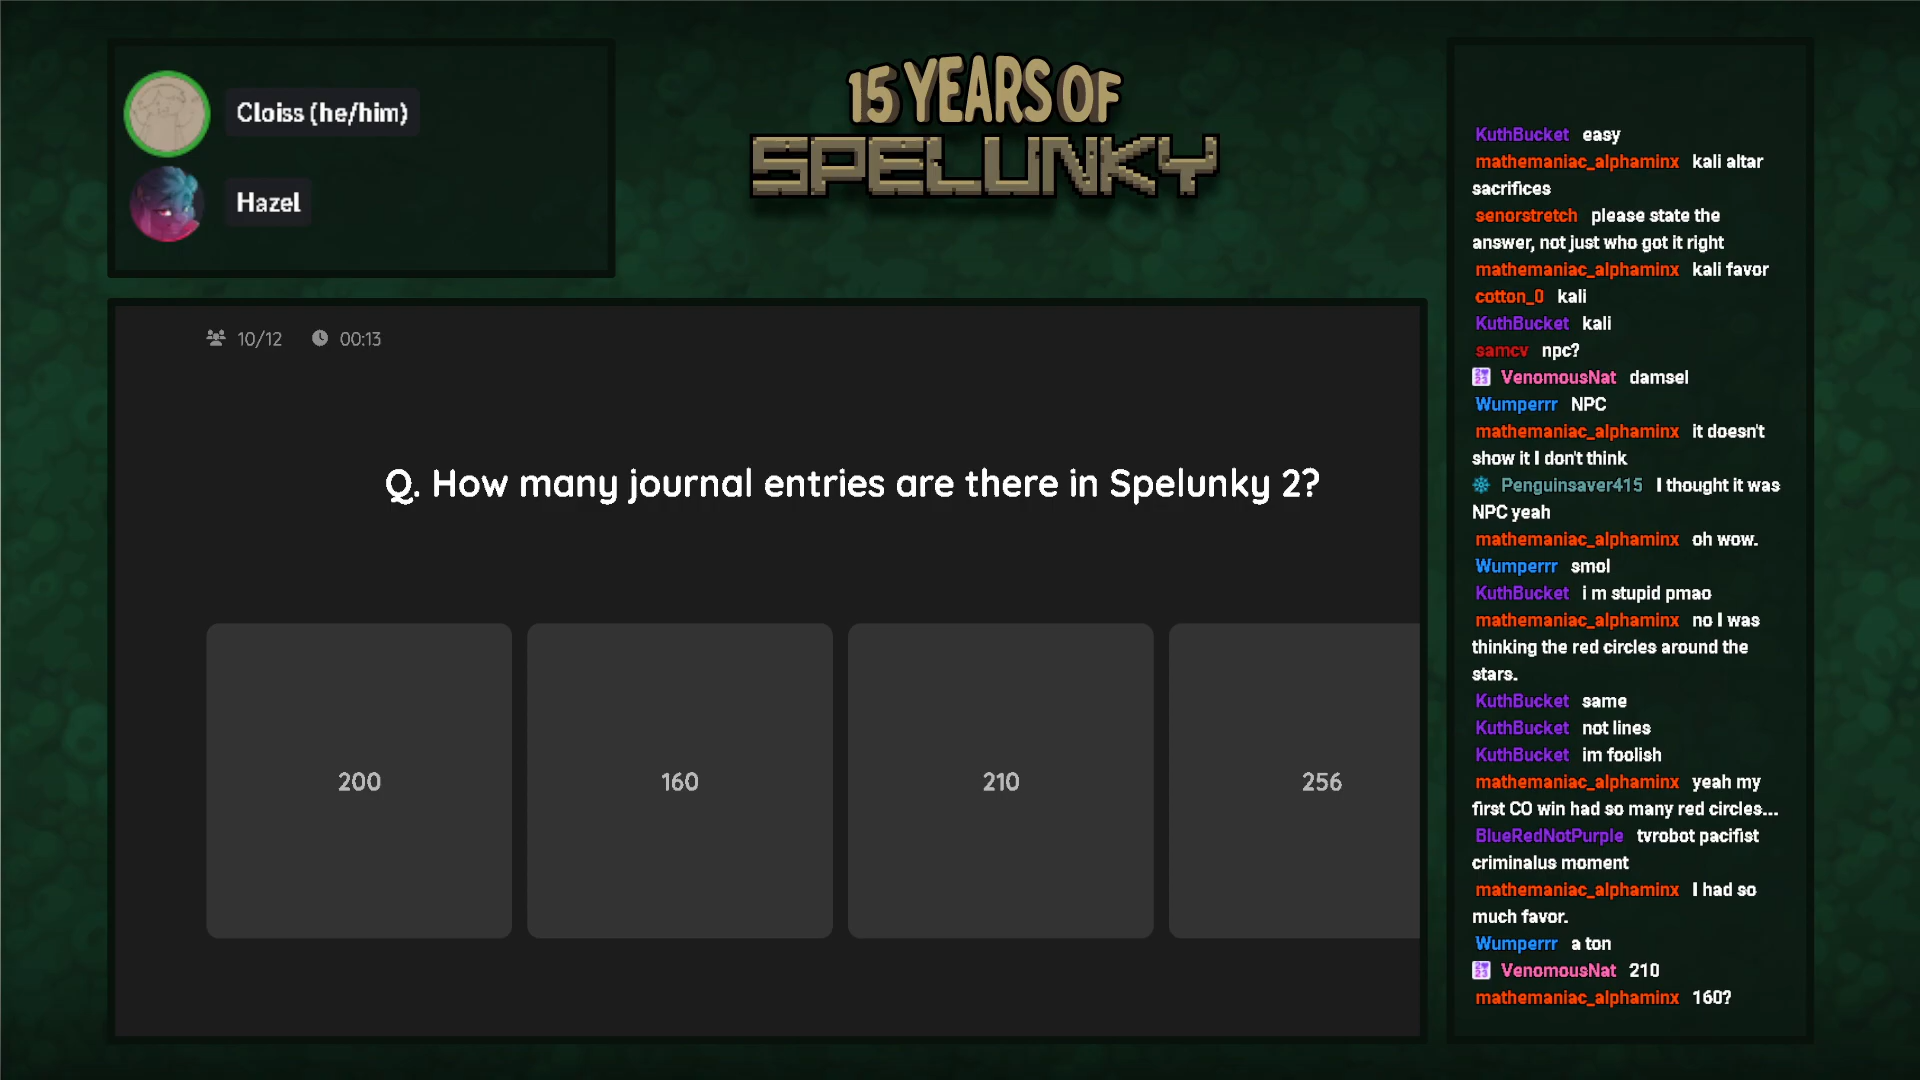 Cloiss (he/him)
Hazel
15 YEARS OF
SPELUNKY
10/12 00:13
Q. How many journal entries are there in Spelunky 2?
200 160 210 256
KuthBucket easy
mathemaniac_alphaminx kali altar
sacrifices
senorstretch please state the
answer, not just who got it right
mathemaniac_alphaminx kali favor
cotton_0 kali
KuthBucket kali
samcv npc?
VenomousNat damsel
Wumperrr NPC
mathemaniac_alphaminx it doesn't
show it I don't think
Penguinsaver415 I thought it was
NPC yeah
mathemaniac_alphaminx oh wow.
Wumperrr smol
KuthBucket i m stupid pmao
mathemaniac_alphaminx no I was
thinking the red circles around the
stars.
KuthBucket same
KuthBucket not lines
KuthBucket im foolish
mathemaniac_alphaminx yeah my
first CO win had so many red circles...
BlueRedNotPurple tvrobot pacifist
criminalus moment
mathemaniac_alphaminx I had so
much favor.
Wumperrr a ton
VenomousNat 210
mathemaniac_alphaminx 160?